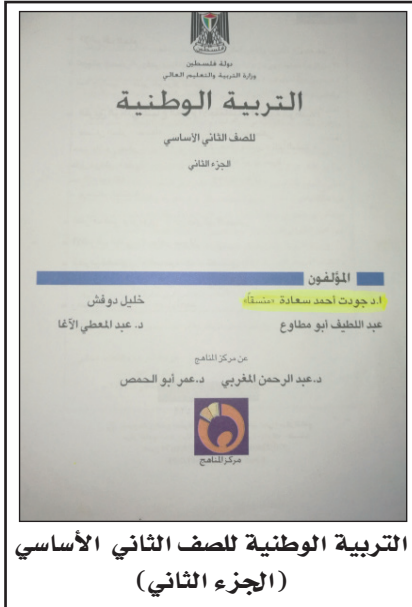 دولة فلسطين
وزارة التربية والتعليم العالي
التربية الوطنية
للصف الثاني الأساسي
الجزء الثاني
المؤلفون
ا.د جودت أحمد سعادة «منسقاً» خليل دوفش
عبد اللطيف أبو مطاوع د. عبد المعطي الآغا
عن مركز المناهج
د.عبد الرحمن المغربي د.عمر أبو الحمص
مركز المناهج
التربية الوطنية للصف الثاني الأساسي
(الجزء الثاني)